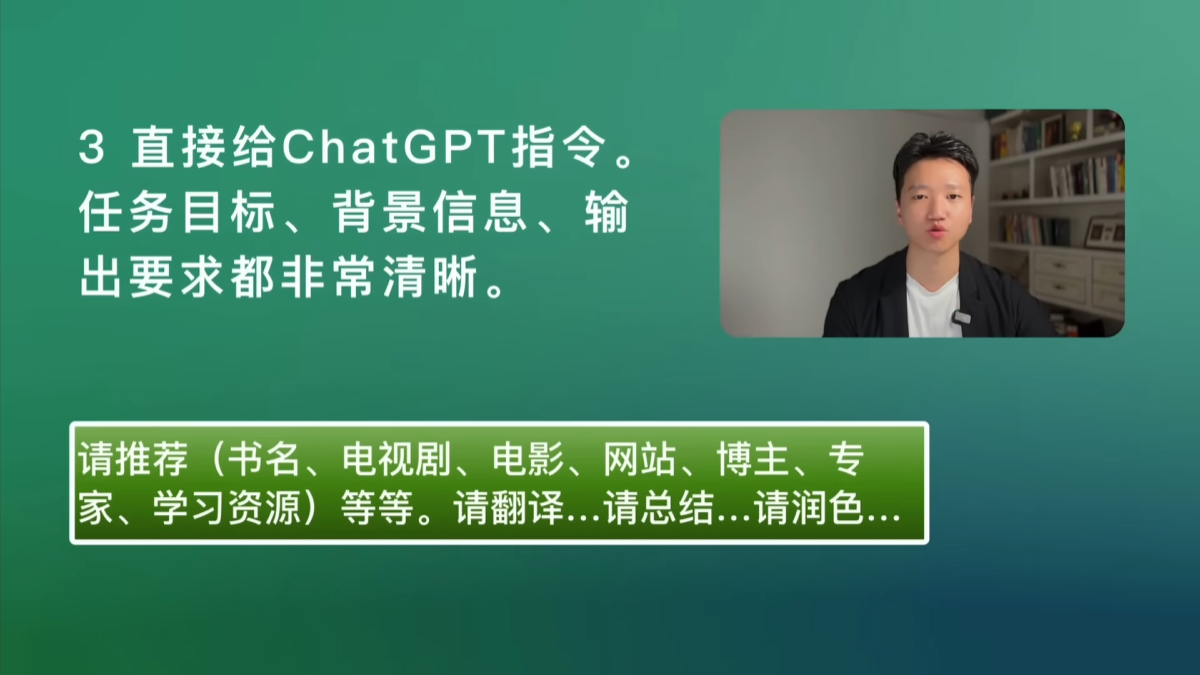 3 直接给ChatGPT指令。
任务目标、背景信息、输
出要求都非常清晰。
请推荐（书名、电视剧、电影、网站、博主、专
家、学习资源）等等。请翻译...请总结...请润色...